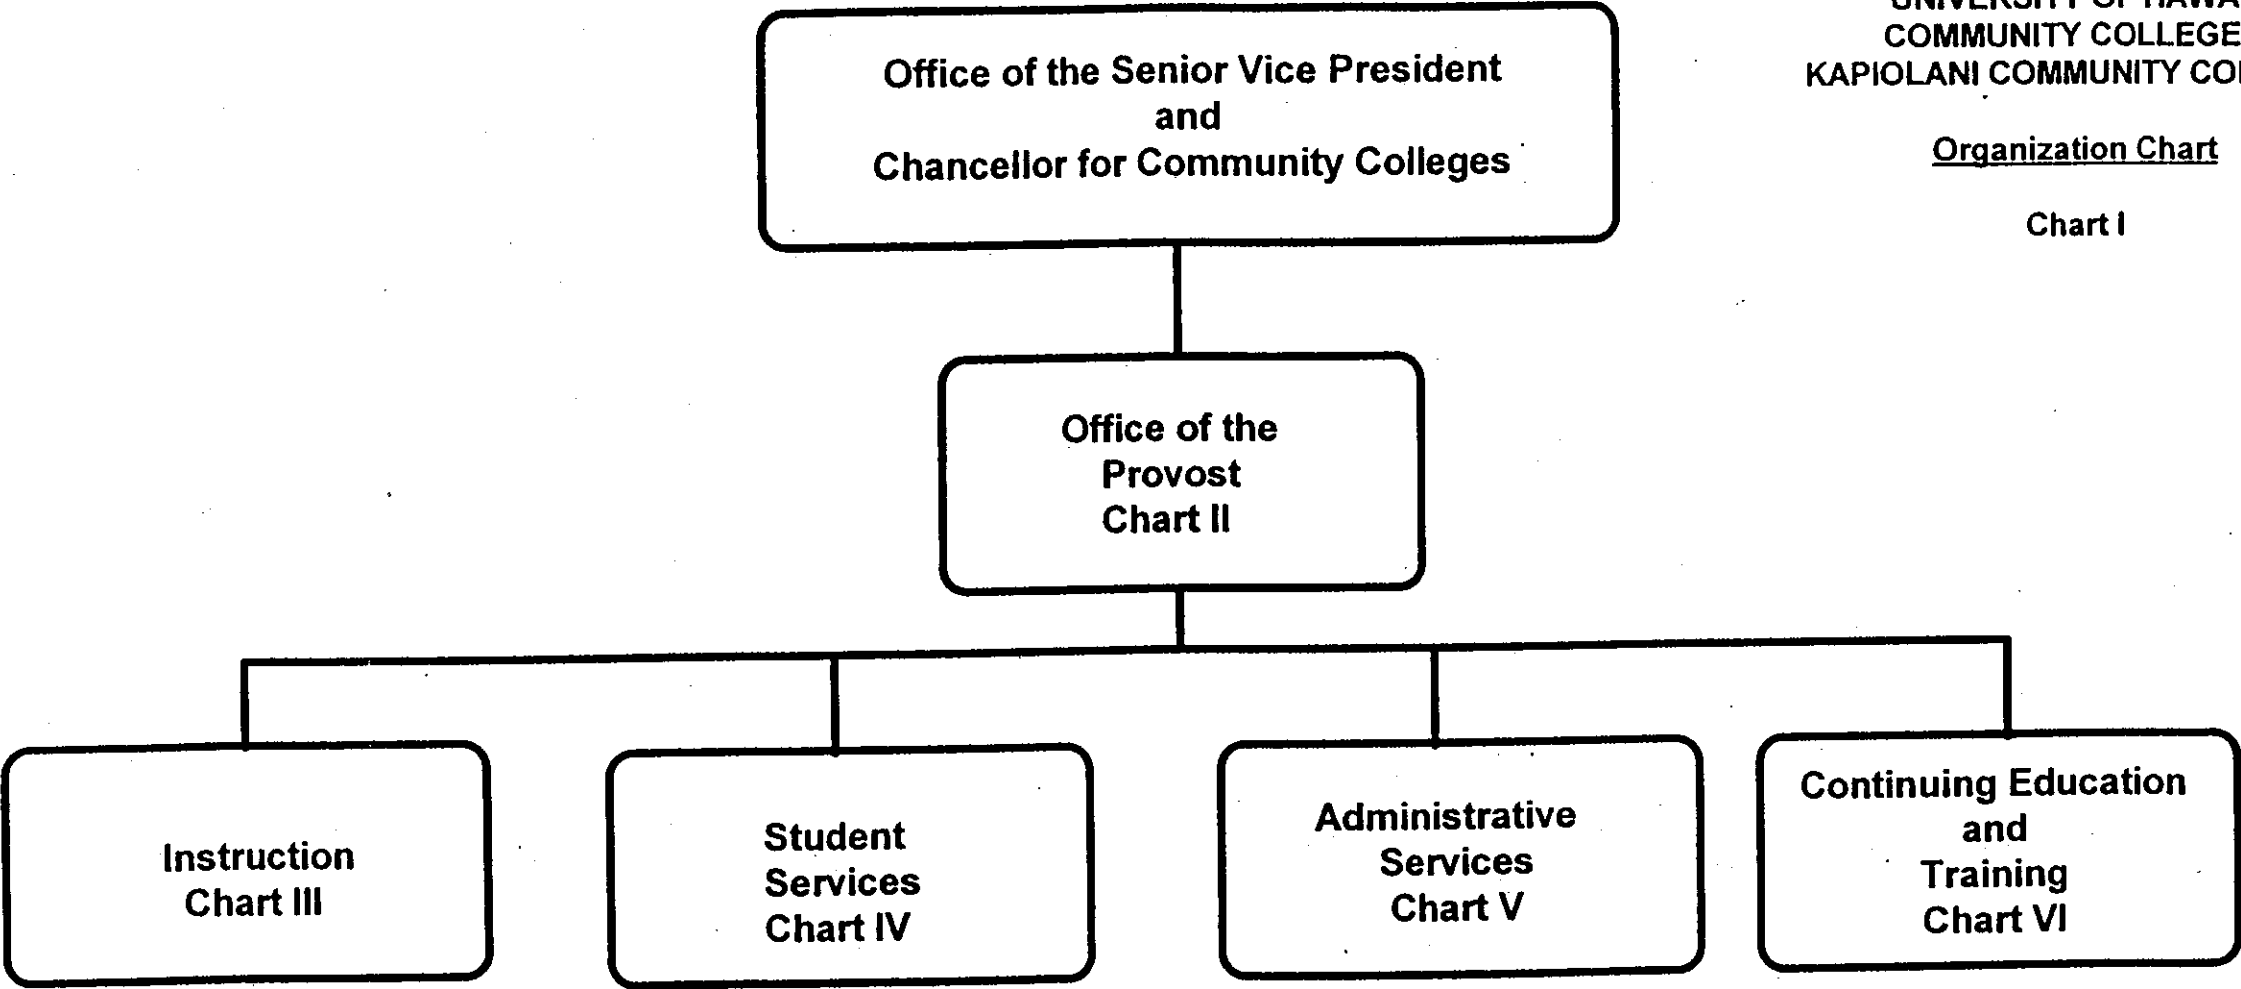 COMMUNITY COLLEGE
KAPIOLANI COMMUNITY
Organization Chart
Chart I
Office of the Senior Vice President
and
Chancellor for Community Colleges
Office of the
Provost
Chart II
Instruction
Chart III
Student
Services
Chart IV
Administrative
Services
Chart V
Continuing Education
and
Training
Chart VI